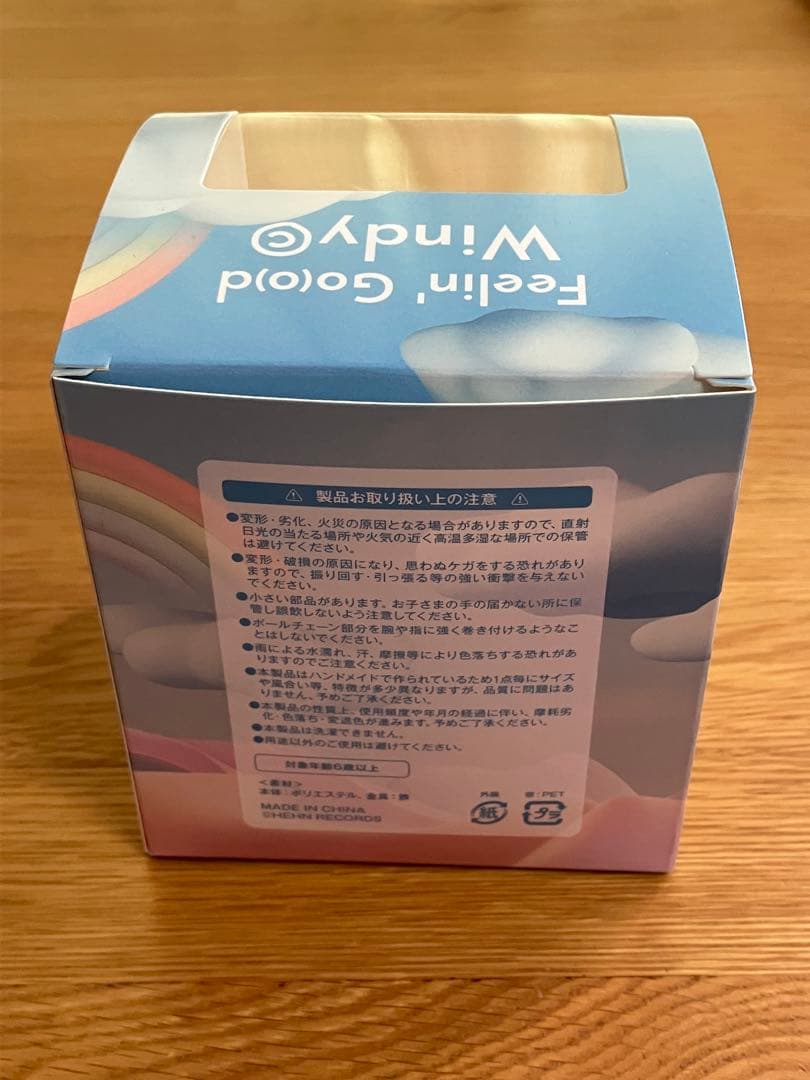 Feelin' Go(o)d
Windy©
製品お取り扱い上の注意
●変形・劣化、火災の原因となる場合がありますので、直射
日光の当たる場所や火気の近く高温多湿な場所での保管
は避けてください。
●変形・破損の原因になり、思わぬケガをする恐れがあり
ますので、振り回す・引っ張る等の強い衝撃を与えない
でください。
●小さい部品があります。お子さまの手の届かない所に保
管し誤飲しないよう注意してください。
●ボールチェーン部分を腕や指に強く巻き付けるようなこ
とはしないでください。
●雨による水濡れ、汗、摩擦等により色落ちする恐れがあ
りますのでご注意ください。
●本製品はハンドメイドで作られているため1点毎にサイズ
や風合い等、特徴が多少異なりますが、品質に問題はあ
りません。予めご了承ください。
●本製品の性質上、使用頻度や年月の経過に伴い、摩耗劣
化・色落ち・変退色が進みます。予めご了承ください。
●本製品は洗濯できません。
●用途以外のご使用は避けてください。
対象年齢6歳以上
<素材>
本体：ポリエステル、金具：鉄
MADE IN CHINA
©HEHN RECORDS
外箱
紙
窓：PET
プラ